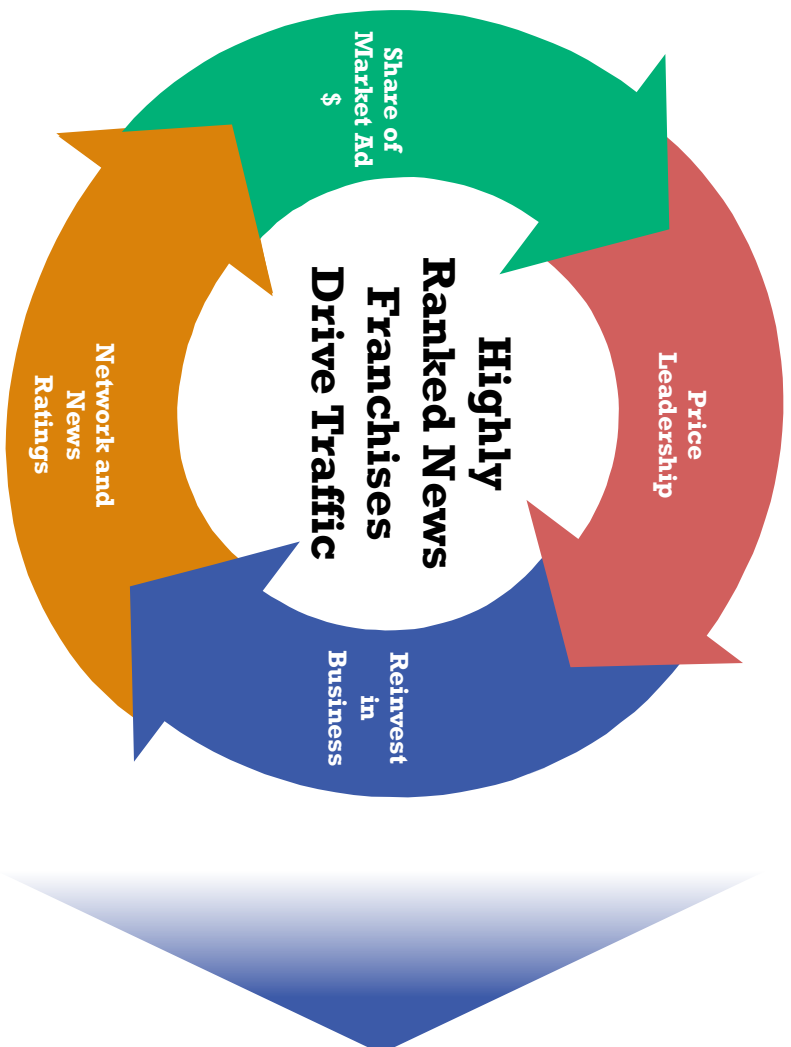 Price
Leadership
Highly
Ranked News
Franchises
Drive Traffic
Share of
Market Ad
$
Reinvest
in
Business
Network and
News
Ratings